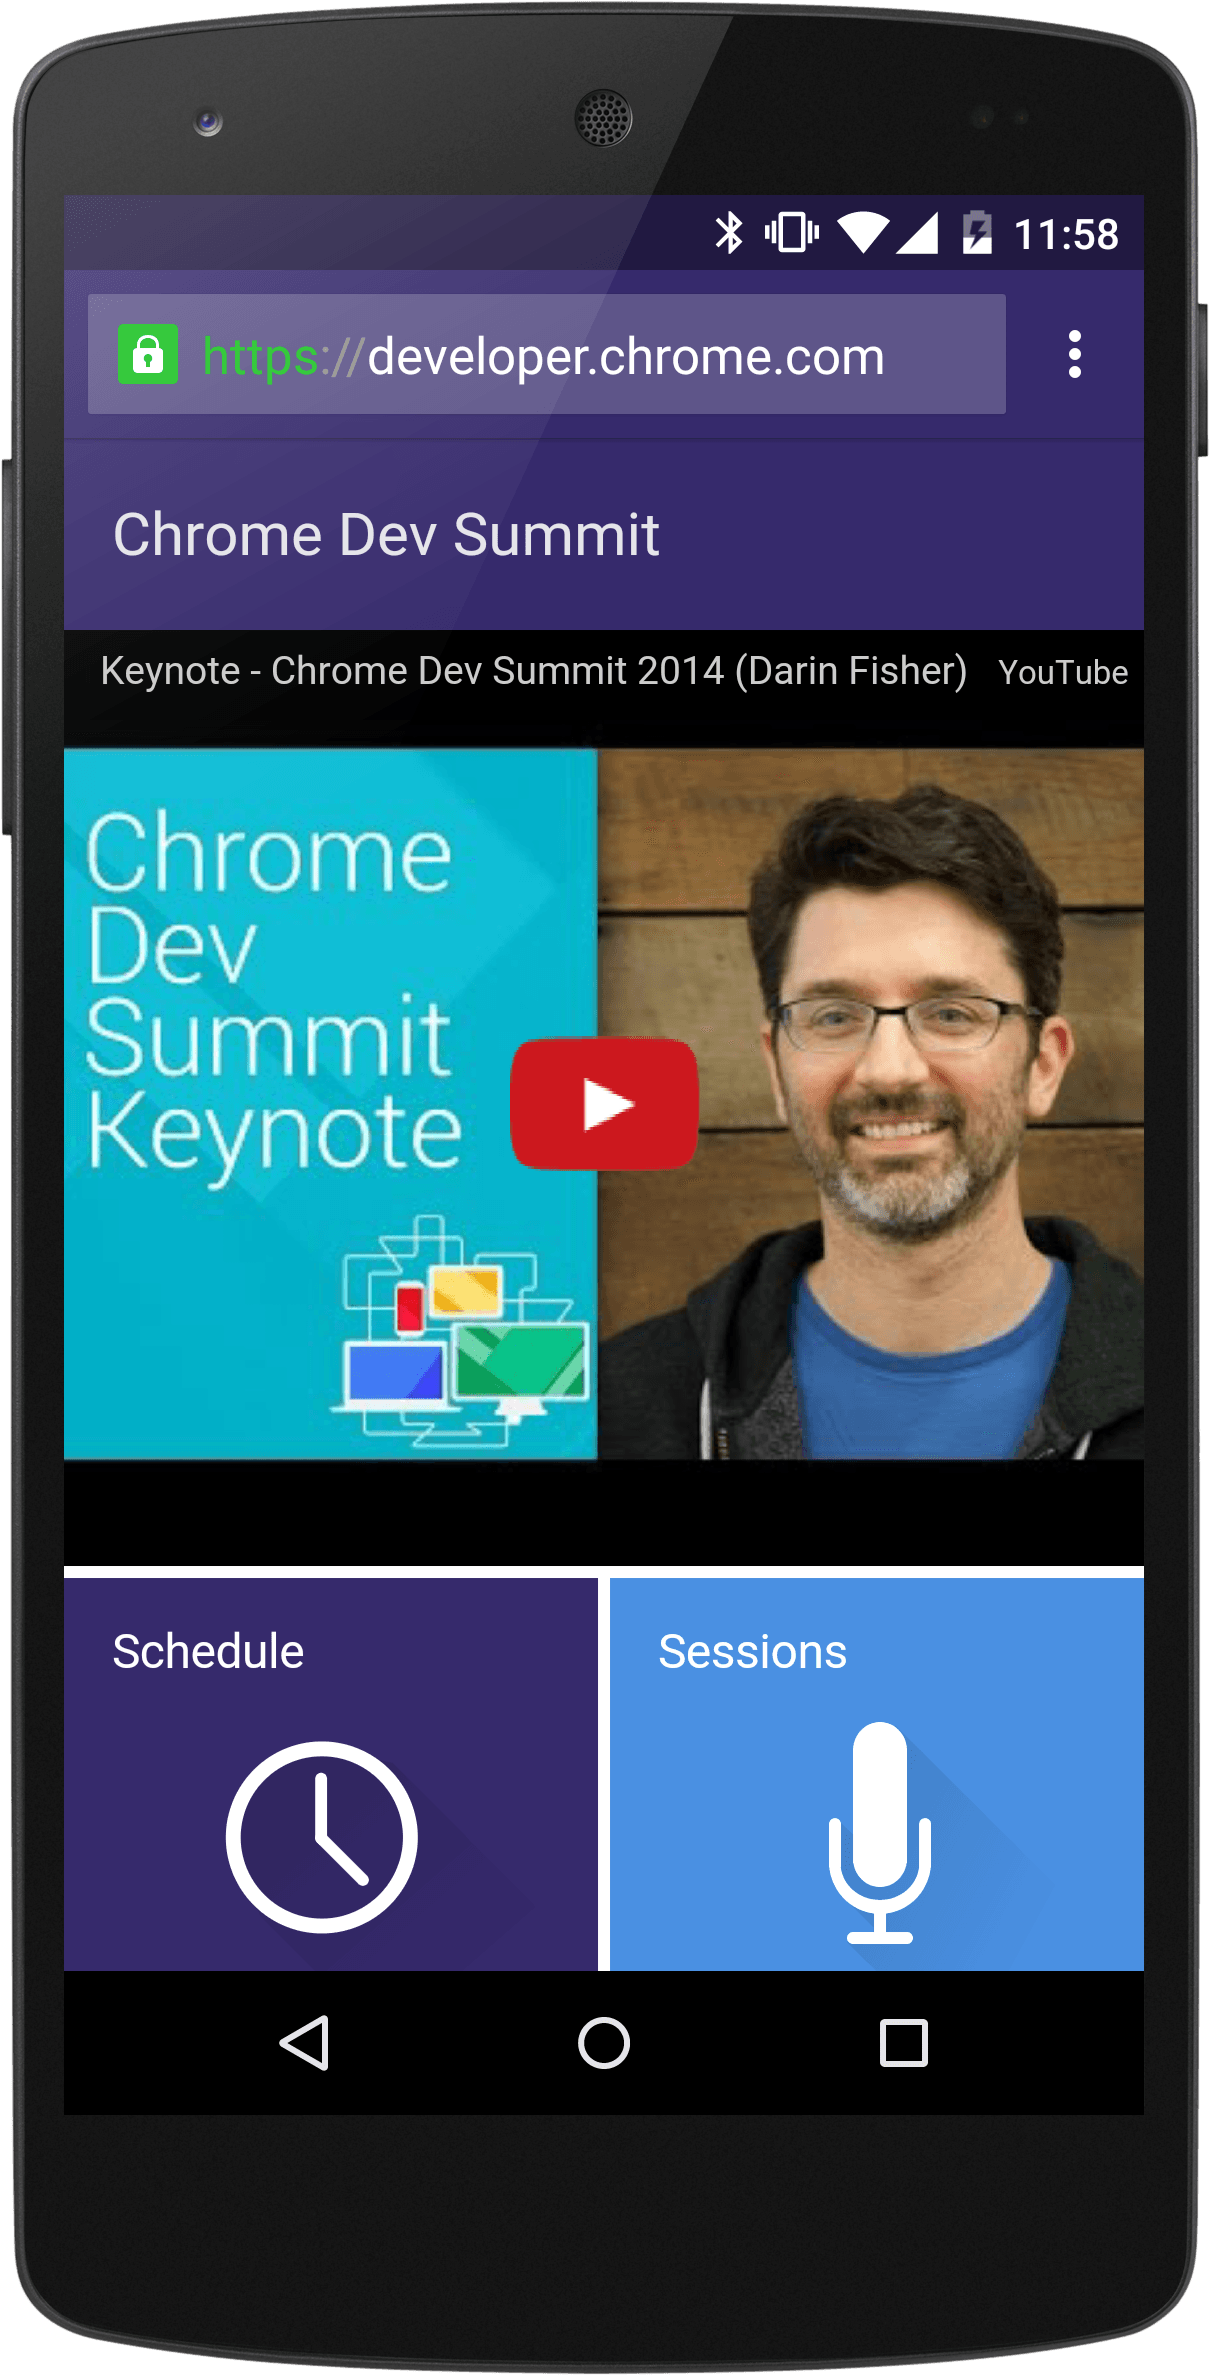 11:58
https://developer.chrome.com
Chrome Dev Summit
Keynote - Chrome Dev Summit 2014 (Darin Fisher) YouTube
Chrome
Dev
Summit
Keynote
Schedule
Sessions